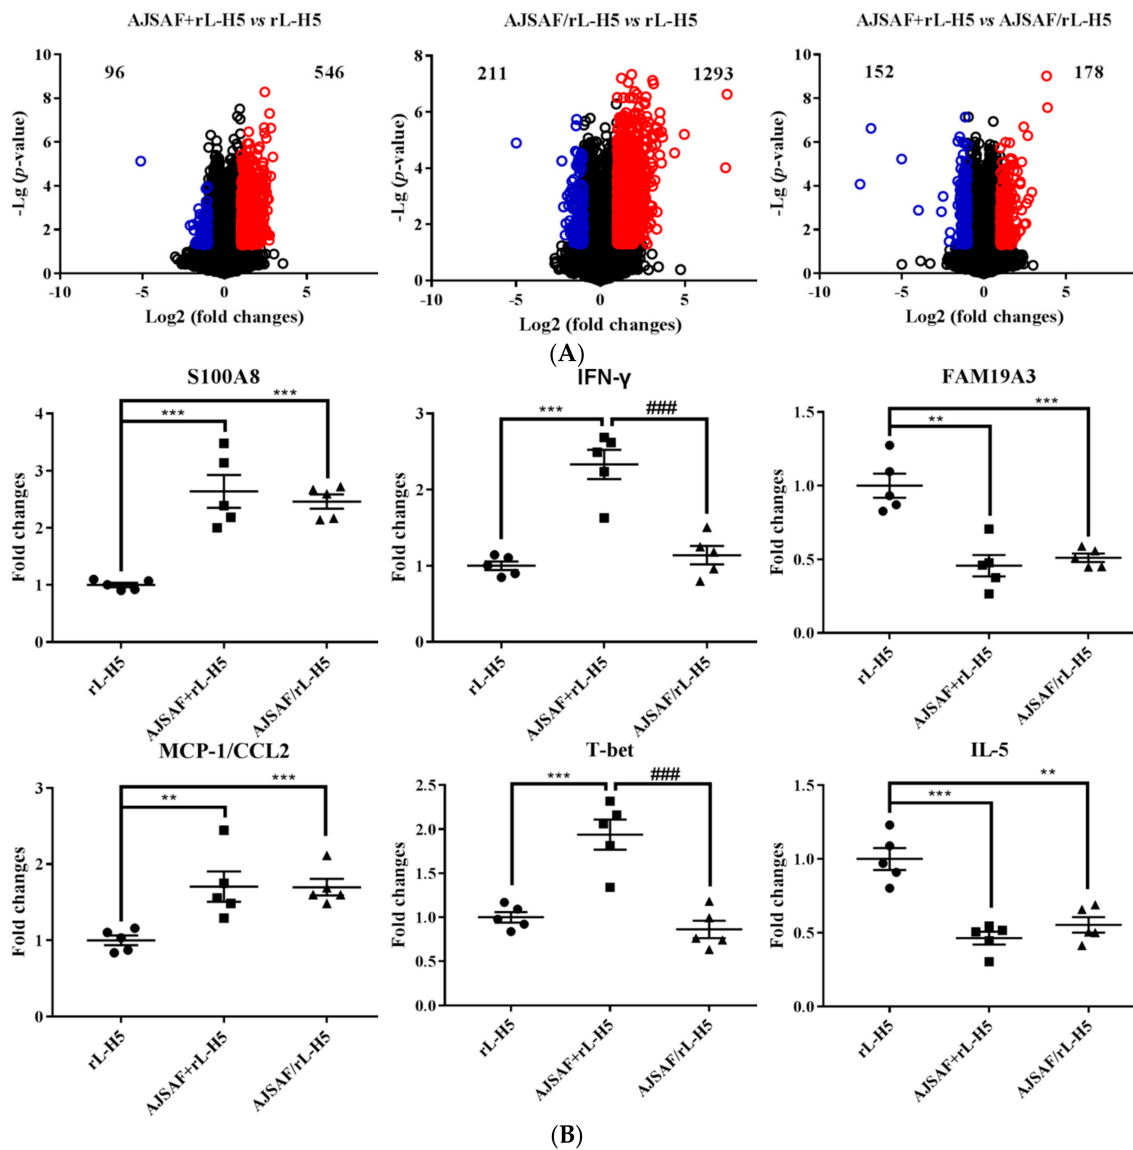 AJSAF+rL-H5 vs rL-H5
AJSAF/rL-H5 vs rL-H5
AJSAF+rL-H5 vs AJSAF/rL-H5
-Lg (p-value)
10
8
6
4
2
0
96
546
-10
-5
0
5
Log2 (fold changes)
-Lg (p-value)
8
6
4
2
0
211
1293
-10
-5
0
5
Log2 (fold changes)
-Lg (p-value)
10
8
6
4
2
0
152
178
-10
-5
0
5
Log2 (fold changes)
(A)
S100A8
Fold changes
4
3
2
1
0
***
***
rL-H5
AJSAF+rL-H5
AJSAF/rL-H5
IFN-γ
Fold changes
3
2
1
0
***
###
rL-H5
AJSAF+rL-H5
AJSAF/rL-H5
FAM19A3
Fold changes
1.5
1.0
0.5
0.0
***
**
rL-H5
AJSAF+rL-H5
AJSAF/rL-H5
MCP-1/CCL2
Fold changes
3
2
1
0
***
**
rL-H5
AJSAF+rL-H5
AJSAF/rL-H5
T-bet
Fold changes
2.5
2.0
1.5
1.0
0.5
0.0
***
###
rL-H5
AJSAF+rL-H5
AJSAF/rL-H5
IL-5
Fold changes
1.5
1.0
0.5
0.0
**
***
rL-H5
AJSAF+rL-H5
AJSAF/rL-H5
(B)